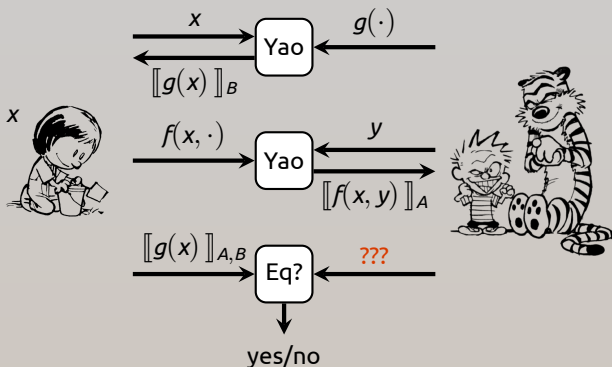 x
g(·)
Yao
⟦g(x)⟧_B
x
f(x, ·)
y
Yao
⟦f(x, y)⟧_A
⟦g(x)⟧_{A,B}
???
Eq?
yes/no